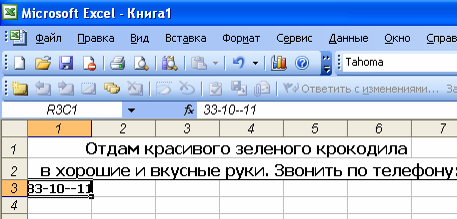 Microsoft Excel - Книга1
Файл Правка Вид Вставка Формат Сервис Данные Окно Спра
Tahoma
Ответить с изменениями...
R3C1 fx 33-10--11
1 2 3 4 5 6 7
1 Отдам красивого зеленого крокодила
2 в хорошие и вкусные руки. Звонить по телефону:
3 33-10--11
4